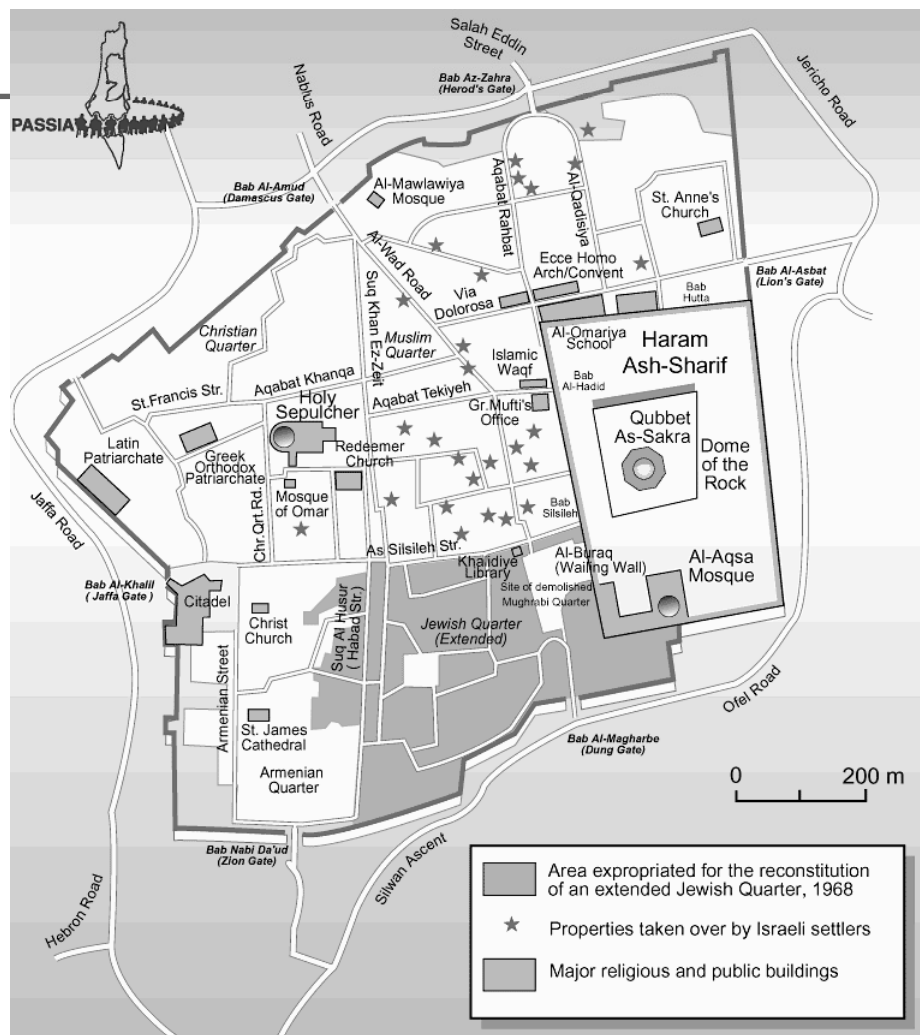 Salah Eddin
Street
Bab Az-Zahra
(Herod's Gate)
Nablus Road
Jericho Road
PASSIA
Bab Al-Amud
(Damascus Gate)
Al-Mawlawiya
Mosque
Aqabat Rahbat
Al-Qadisiya
St. Anne's
Church
Al-Wad Road
Ecce Homo
Arch/Convent
Bab Al-Asbat
(Lion's Gate)
Via
Dolorosa
Bab
Hutta
Suq Khan Ez-Zeit
Christian
Quarter
Muslim
Quarter
Al-Omariya
School
Haram
Ash-Sharif
Islamic
Waqf
Bab
Al-Hadid
St.Francis Str.
Aqabat Khanqa
Aqabat Tekiyeh
Gr.Mufti's
Office
Holy
Sepulcher
Qubbet
As-Sakra
Latin
Patriarchate
Greek
Orthodox
Patriarchate
Redeemer
Church
Dome
of the
Rock
Chr.Qrt.Rd.
Mosque
of Omar
Bab
Silsileh
Jaffa Road
As Silsileh Str.
Khalidiye
Library
Al-Buraq
(Wailing Wall)
Al-Aqsa
Mosque
Bab Al-Khalil
( Jaffa Gate )
Citadel
Site of demolished
Mughrabi Quarter
Christ
Church
Suq Al Husur
( Habad Str.)
Jewish Quarter
(Extended)
Armenian Street
Ofel Road
St. James
Cathedral
Bab Al-Magharbe
(Dung Gate)
Armenian
Quarter
0 200 m
Bab Nabi Da'ud
(Zion Gate)
Silwan Ascent
Hebron Road
Area expropriated for the reconstitution
of an extended Jewish Quarter, 1968
Properties taken over by Israeli settlers
Major religious and public buildings